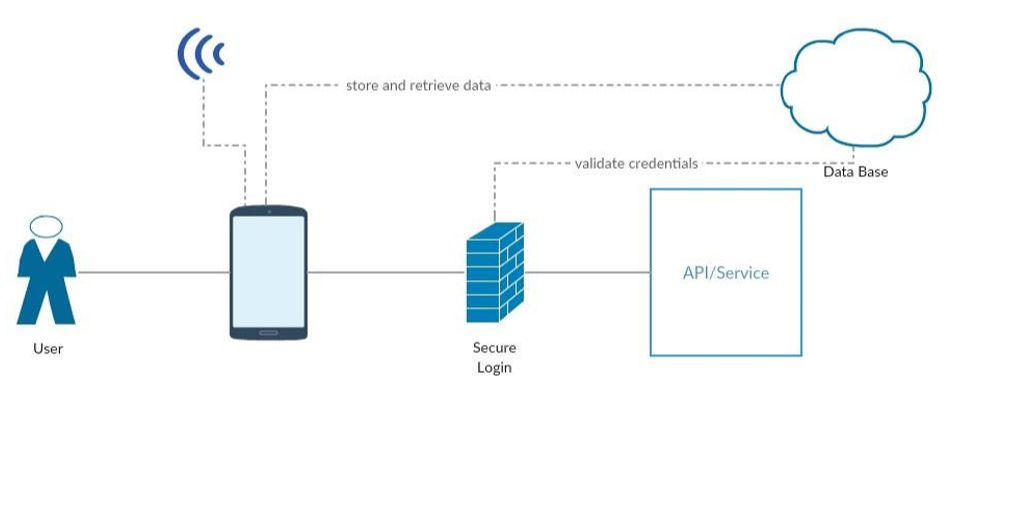 store and retrieve data
validate credentials
Data Base
API/Service
User
Secure
Login